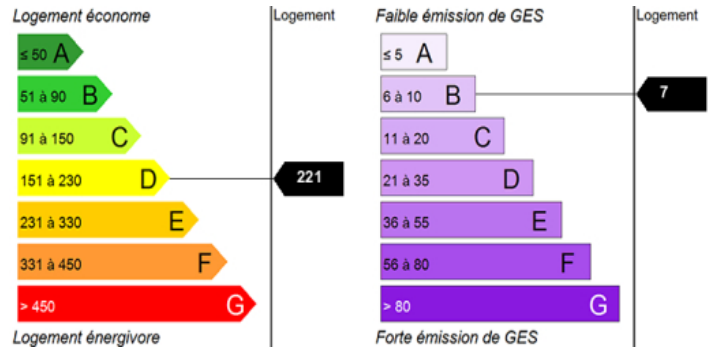 Logement économe
Logement
≤ 50 A
51 à 90 B
91 à 150 C
151 à 230 D
221
231 à 330 E
331 à 450 F
> 450 G
Logement énergivore
Faible émission de GES
Logement
≤ 5 A
6 à 10 B
7
11 à 20 C
21 à 35 D
36 à 55 E
56 à 80 F
> 80 G
Forte émission de GES